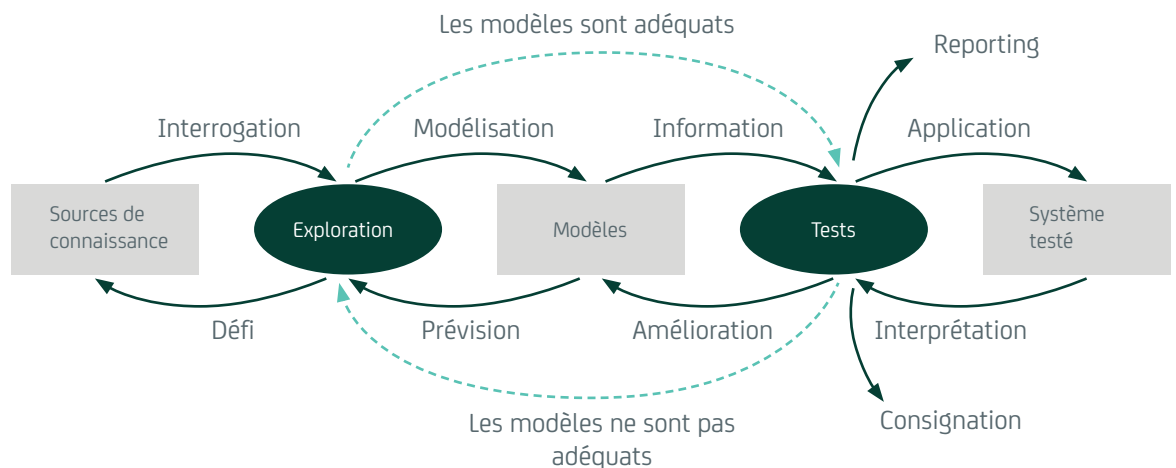 Les modèles sont adéquats
Reporting
Interrogation
Modélisation
Information
Application
Sources de
connaissance
Exploration
Modèles
Tests
Système
testé
Défi
Prévision
Amélioration
Interprétation
Les modèles ne sont pas
adéquats
Consignation